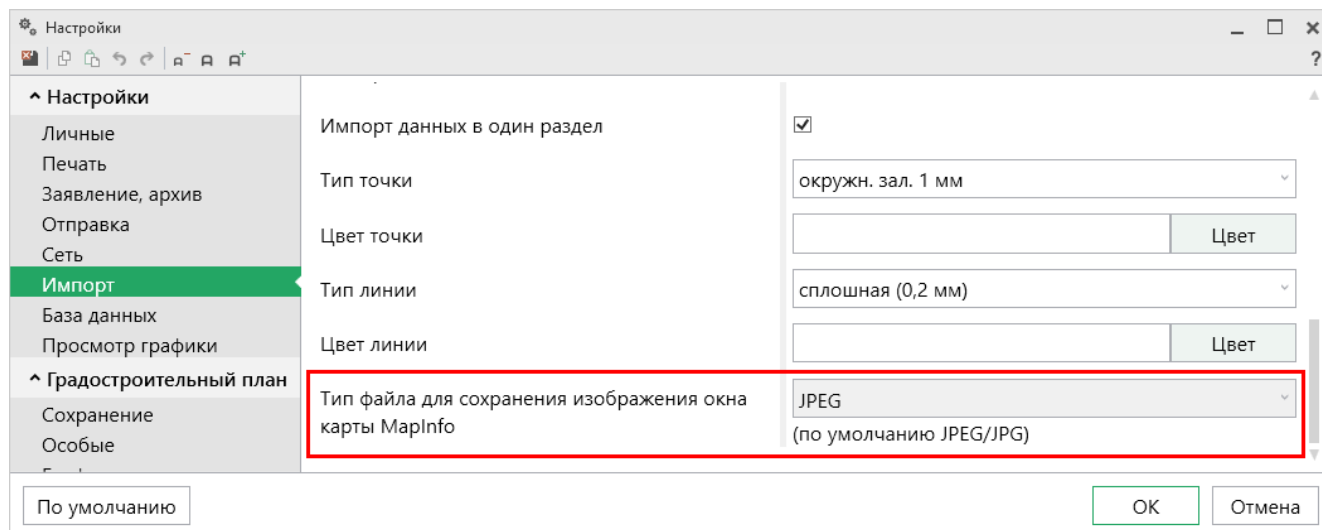 Настройки
?
Настройки
Личные
Печать
Заявление, архив
Отправка
Сеть
Импорт
База данных
Просмотр графики
Градостроительный план
Сохранение
Особые
Импорт данных в один раздел
Тип точки
окружн. зал. 1 мм
Цвет точки
Цвет
Тип линии
сплошная (0,2 мм)
Цвет линии
Цвет
Тип файла для сохранения изображения окна
карты MapInfo
JPEG
(по умолчанию JPEG/JPG)
По умолчанию
ОК
Отмена